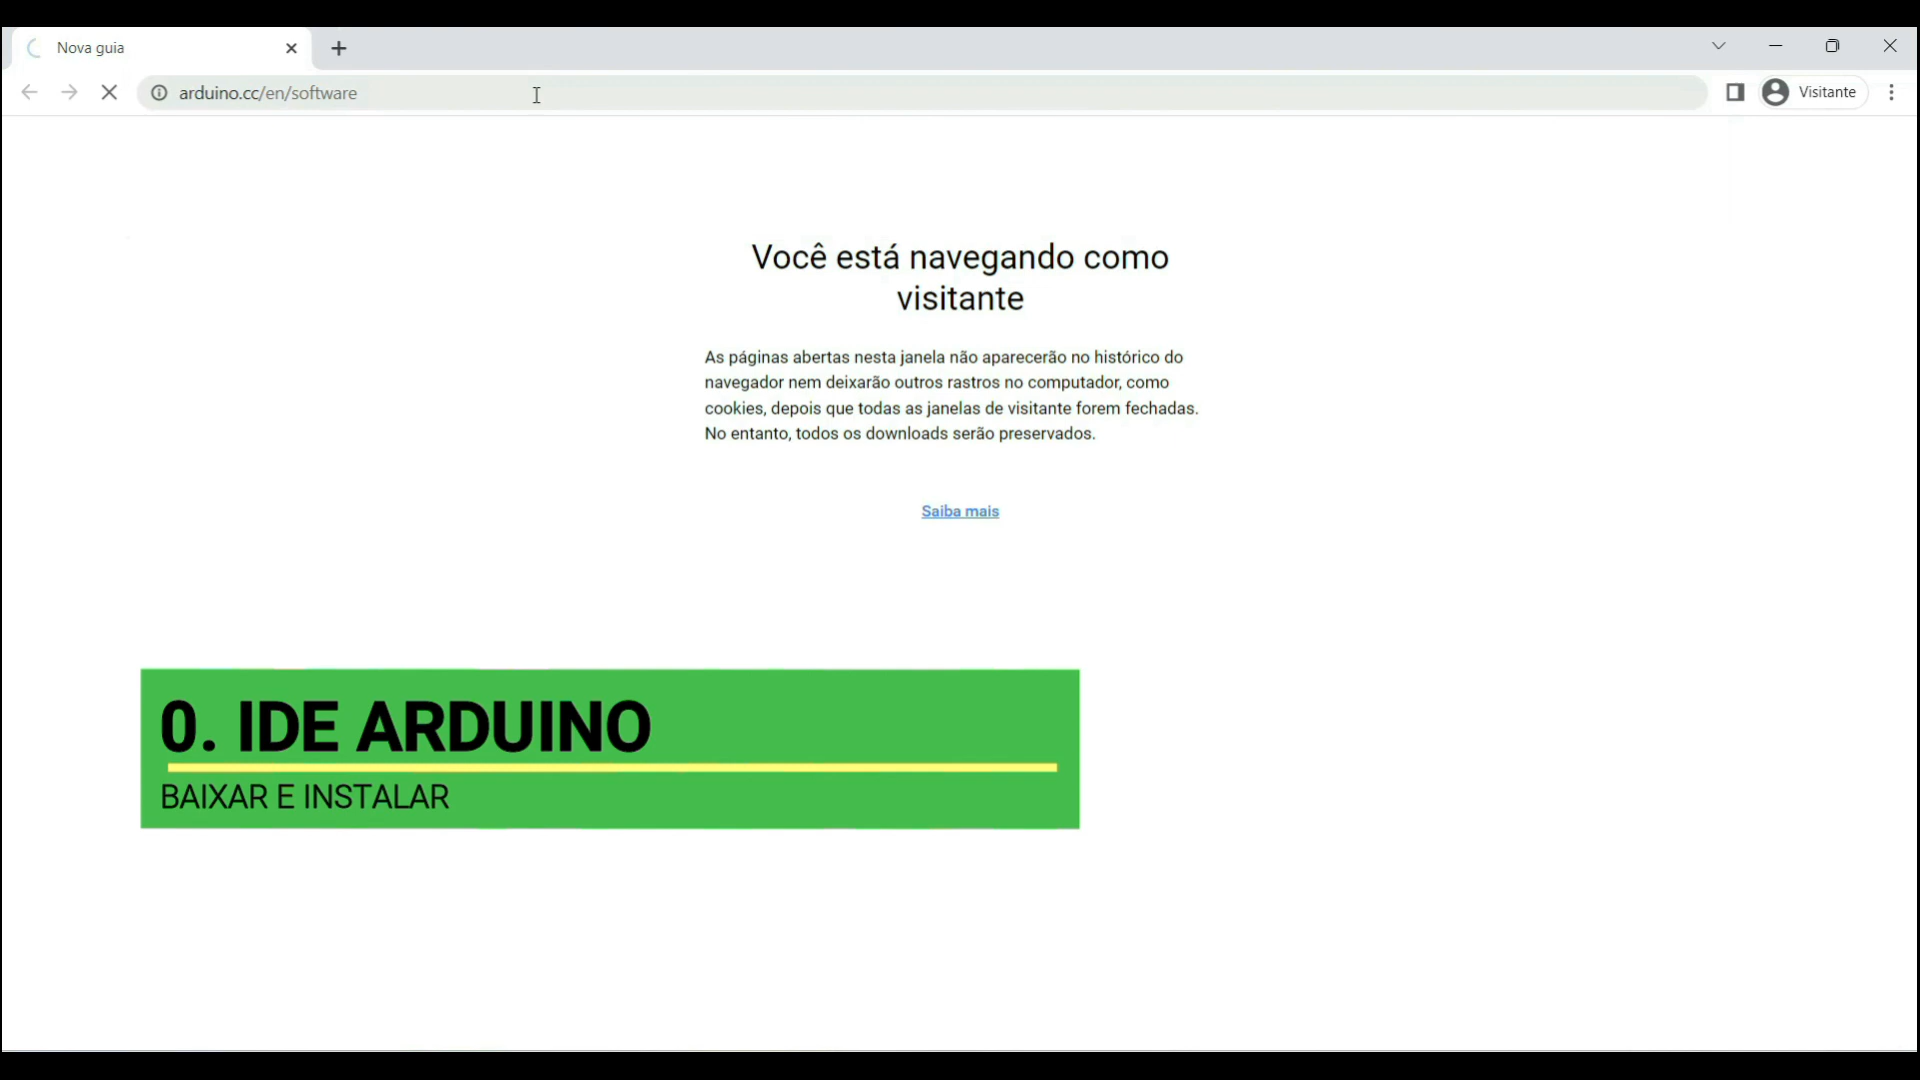 Nova guia
arduino.cc/en/software
Visitante
Você está navegando como
visitante
As páginas abertas nesta janela não aparecerão no histórico do
navegador nem deixarão outros rastros no computador, como
cookies, depois que todas as janelas de visitante forem fechadas.
No entanto, todos os downloads serão preservados.
Saiba mais
0. IDE ARDUINO
BAIXAR E INSTALAR